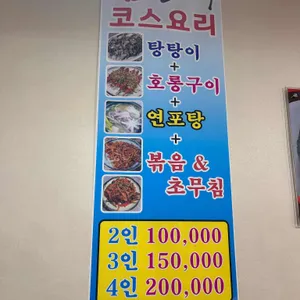 코스요리
탕탕이
+
호롱구이
+
연포탕
+
볶음 &
초무침
2인 100,000
3인 150,000
4인 200,000